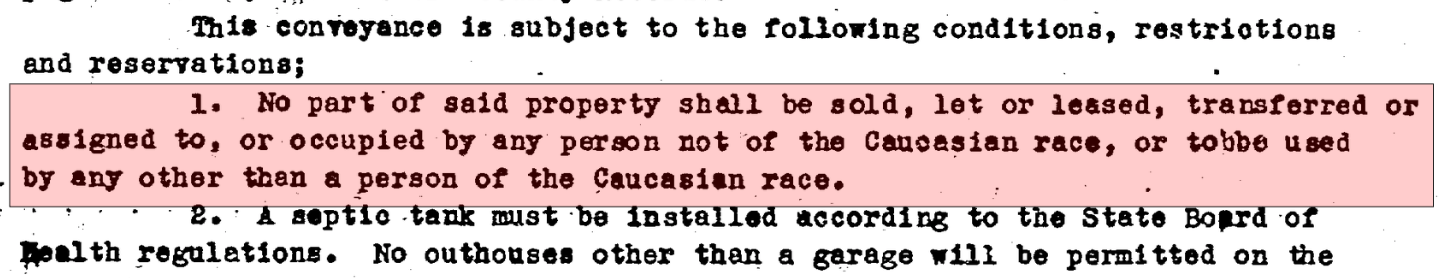 This conveyance is subject to the following conditions, restrictions
and reservations;
1. No part of said property shall be sold, let or leased, transferred or
assigned to, or occupied by any person not of the Caucasian race, or tobbe used
by any other than a person of the Caucasian race.
2. A septic tank must be installed according to the State Board of
Health regulations. No outhouses other than a garage will be permitted on the